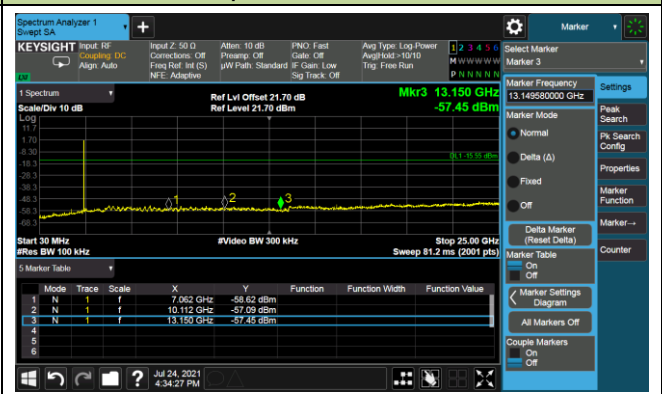 Spectrum Analyzer 1
Swept SA
Marker
KEYSIGHT
Input: RF
Coupling: DC
Align: Auto
Input Z: 50 Ω
Corrections: Off
Freq Ref: Int (S)
NFE: Adaptive
Atten: 10 dB
Preamp: Off
µW Path: Standard
PNO: Fast
Gate: Off
IF Gain: Low
Sig Track: Off
Avg Type: Log-Power
Avg|Hold:>10/10
Trig: Free Run
1 2 3 4 5 6
M W W W W W
P N N N N N
LV
Select Marker
Marker 3
1 Spectrum
Scale/Div 10 dB
Ref Lvl Offset 21.70 dB
Ref Level 21.70 dBm
Mkr3 13.150 GHz
-57.45 dBm
Log
11.7
1.70
-8.30
-18.3
-28.3
-38.3
-48.3
-58.3
-68.3
DL1 -15.55 dBm
1
2
3
Start 30 MHz
#Res BW 100 kHz
#Video BW 300 kHz
Stop 25.00 GHz
Sweep 81.2 ms (2001 pts)
5 Marker Table
Mode Trace Scale X Y Function Function Width Function Value
1 N 1 f 7.062 GHz -58.62 dBm
2 N 1 f 10.112 GHz -57.09 dBm
3 N 1 f 13.150 GHz -57.45 dBm
4
5
6
Marker Frequency
13.149580000 GHz
Marker Mode
Normal
Delta (Δ)
Fixed
Off
Delta Marker
(Reset Delta)
Marker Table
On
Off
Marker Settings
Diagram
All Markers Off
Couple Markers
On
Off
Settings
Peak
Search
Pk Search
Config
Properties
Marker
Function
Marker→
Counter
?
Jul 24, 2021
4:34:27 PM